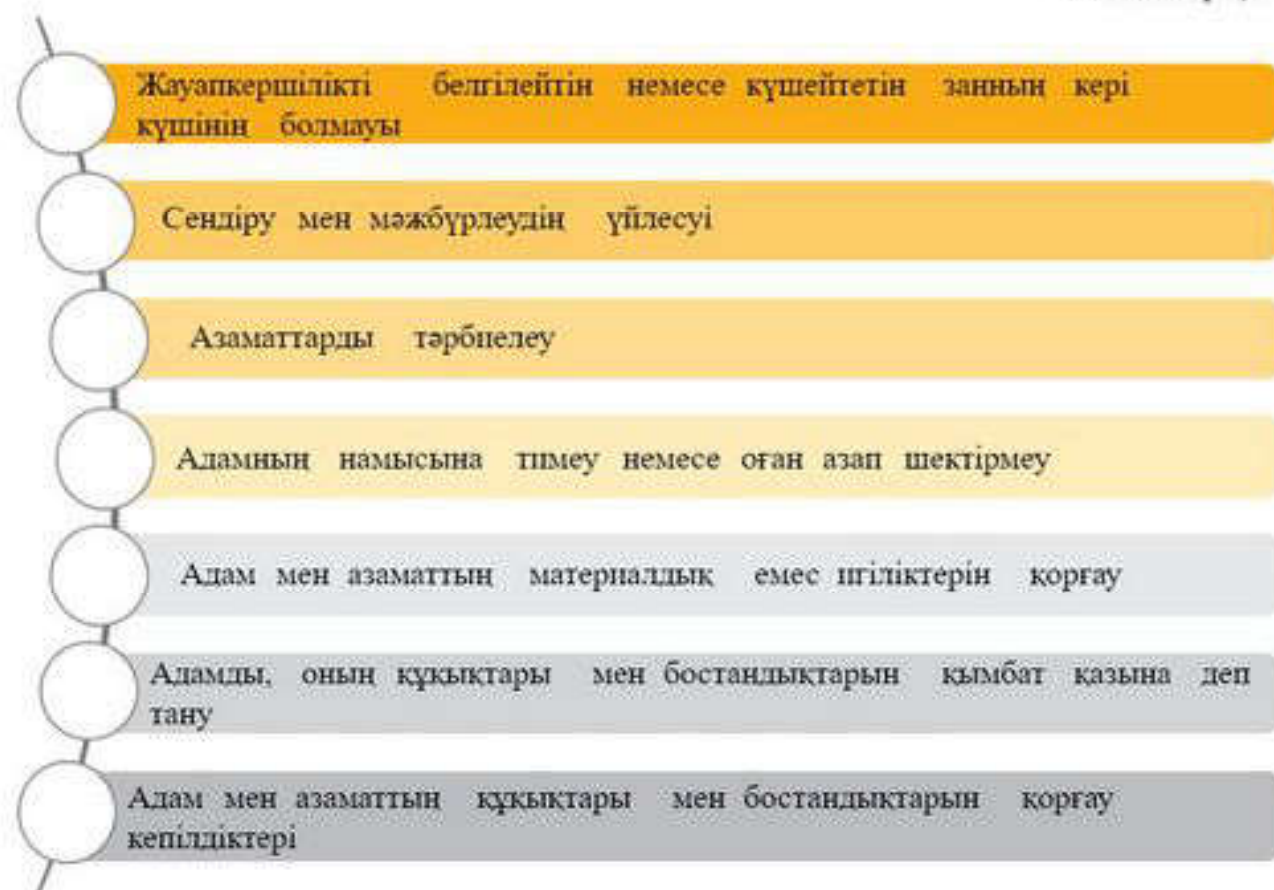 Жауапкершілікті белгілейтін немесе күшейтетін заннын кері
күшінің болмауы
Сендіру мен мәжбүрлеудің үйлесуі
Азаматтарды тәрбиелеу
Адамның намысына тимеу немесе оған азап шектірмеу
Адам мен азаматтың материалдық емес игіліктерін қорғау
Адамды, оның құқықтары мен бостандықтарын қымбат қазына деп
тану
Адам мен азаматтың құқықтары мен бостандықтарын қорғау
кепілдіктері